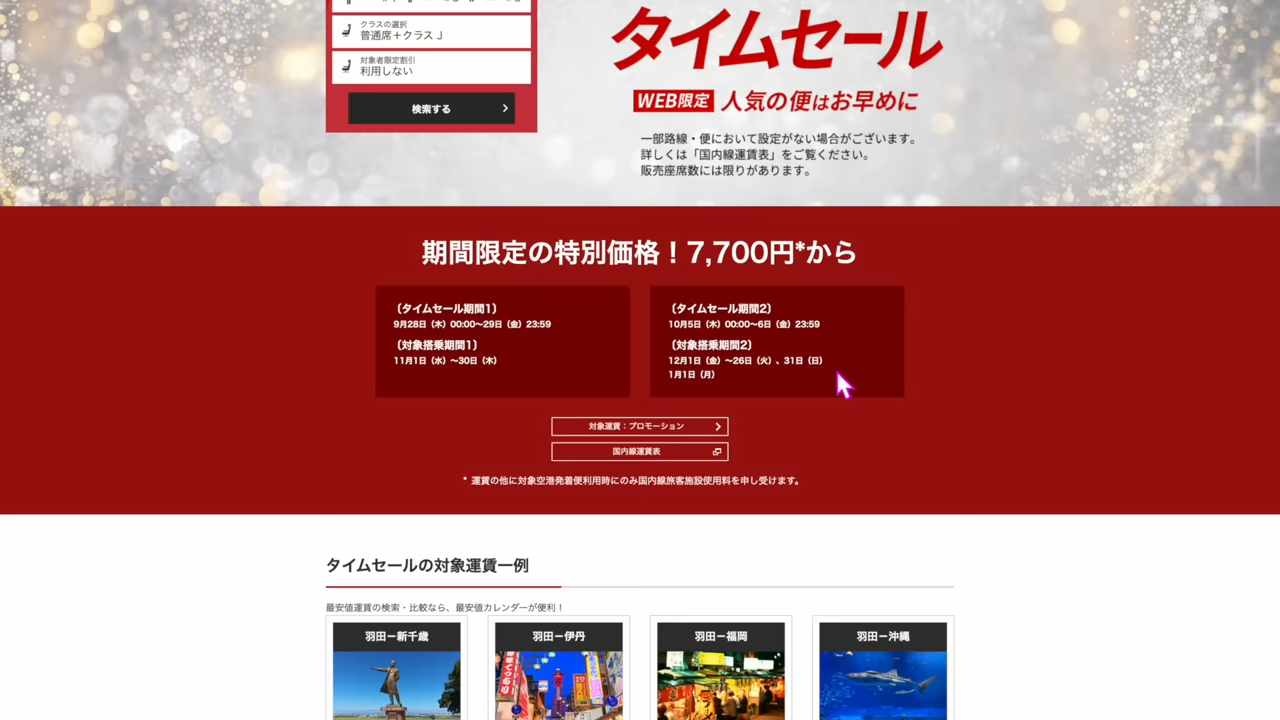 クラスの選択
普通席＋クラス J
対象者限定割引
利用しない
検索する
タイムセール
WEB限定 人気の便はお早めに
一部路線・便において設定がない場合がございます。
詳しくは「国内線運賃表」をご覧ください。
販売座席数には限りがあります。
期間限定の特別価格！7,700円*から
〔タイムセール期間1〕
9月28日（木）00:00〜29日（金）23:59
〔対象搭乗期間1〕
11月1日（水）〜30日（木）
〔タイムセール期間2〕
10月5日（木）00:00〜6日（金）23:59
〔対象搭乗期間2〕
12月1日（金）〜26日（火）、31日（日）
1月1日（月）
対象運賃：プロモーション
国内線運賃表
* 運賃の他に対象空港発着便利用時にのみ国内線旅客施設使用料を申し受けます。
タイムセールの対象運賃一例
最安値運賃の検索・比較なら、最安値カレンダーが便利！
羽田ー新千歳
羽田ー伊丹
羽田ー福岡
羽田ー沖縄